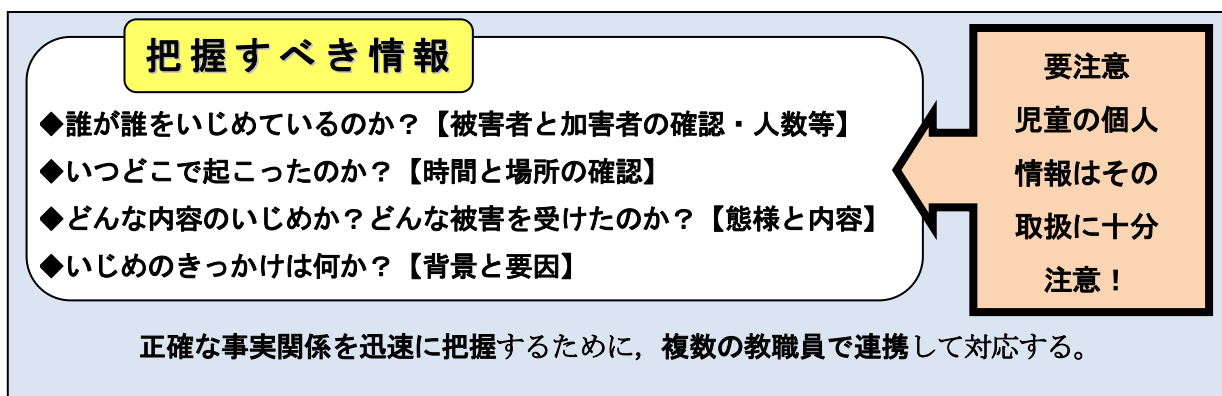 把握すべき情報
◆誰が誰をいじめているのか？【被害者と加害者の確認・人数等】
◆いつどこで起こったのか？【時間と場所の確認】
◆どんな内容のいじめか？どんな被害を受けたのか？【態様と内容】
◆いじめのきっかけは何か？【背景と要因】
要注意
児童の個人
情報はその
取扱に十分
注意！
正確な事実関係を迅速に把握するために，複数の教職員で連携して対応する。